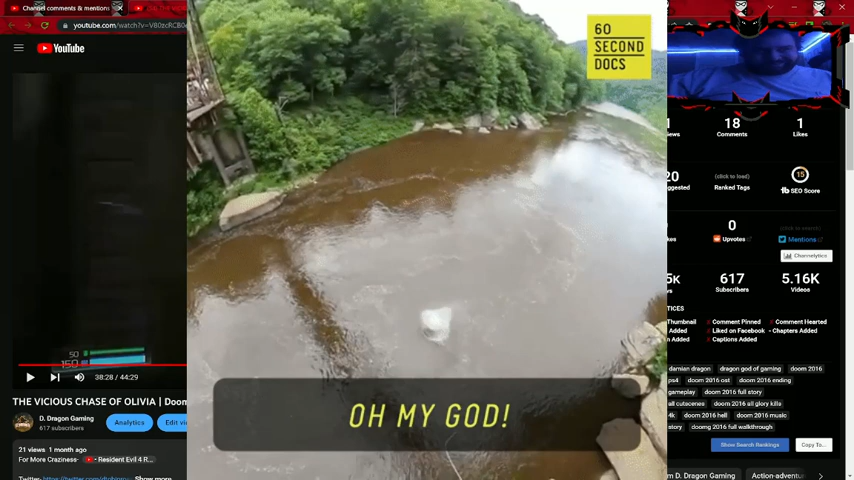 Channel comments & mentions
youtube.com/watch?v=V80zcRCB0
YouTube
60
SECOND
DOCS
OH MY GOD!
50
150
38:28 / 44:29
THE VICIOUS CHASE OF OLIVIA | Doom
D. Dragon Gaming
617 subscribers
Analytics
Edit vi
21 views 1 month ago
For More Craziness-
- Resident Evil 4 R...
Show more
18
1
Comments
Likes
20
(click to load)
15
Ranked Tags
SEO Score
0
Upvotes
Mentions
Channelytics
5K
617
5.16K
Subscribers
Videos
Comment Pinned
Comment Hearted
Liked on Facebook
Chapters Added
Captions Added
damian dragon
dragon god of gaming
doom 2016
ps4
doom 2016 ost
doom 2016 ending
gameplay
doom 2016 full story
all cutscenes
doom 2016 all glory kills
4k
doom 2016 hell
doom 2016 music
story
doomg 2016 full walkthrough
Show Search Rankings
Copy To...
m D. Dragon Gaming
Action-adventu